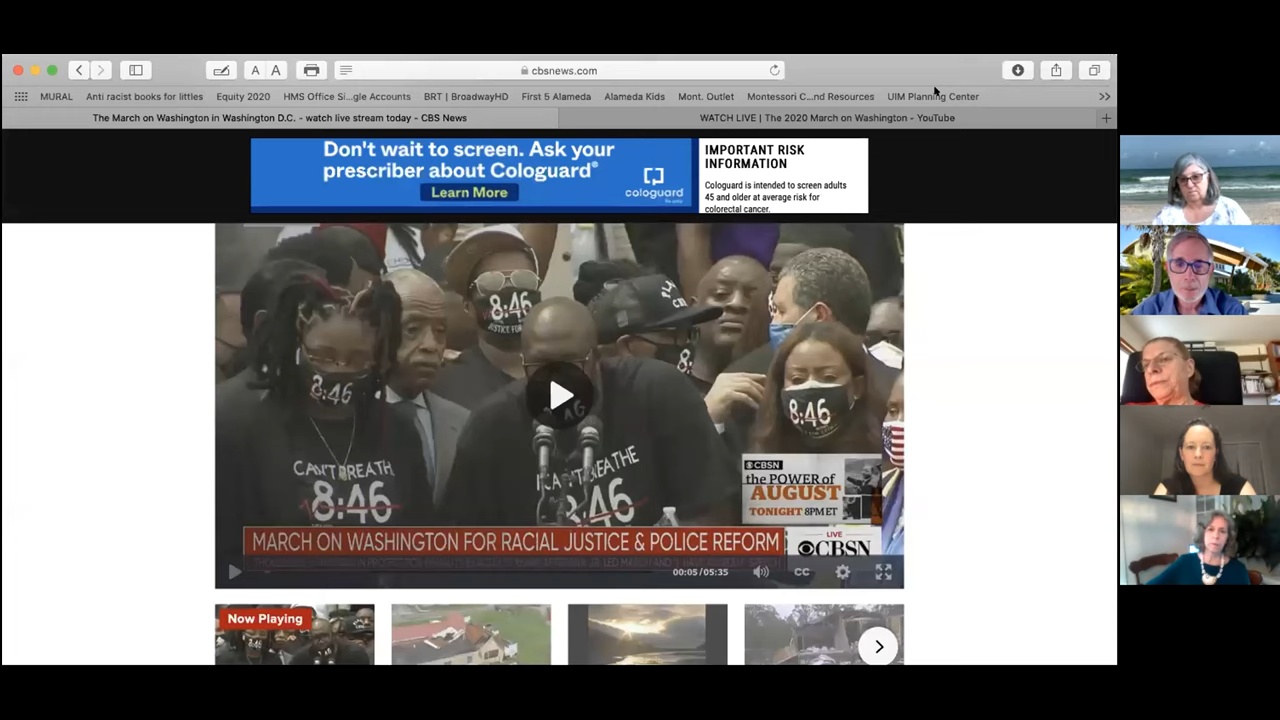 cbsnews.com
MURAL Anti racist books for littles Equity 2020 HMS Office Si...gle Accounts BRT | BroadwayHD First 5 Alameda Alameda Kids Mont. Outlet Montessori C...nd Resources UIM Planning Center
The March on Washington in Washington D.C. - watch live stream today - CBS News
WATCH LIVE | The 2020 March on Washington - YouTube
Don't wait to screen. Ask your
prescriber about Cologuard®
Learn More
cologuard
IMPORTANT RISK
INFORMATION
Cologuard is intended to screen adults
45 and older at average risk for
colorectal cancer.
8:46
JUSTICE FOR
8:46
8:46
CAN'T BREATH
8:46
I CAN'T BREATHE
8:46
CBSN
the POWER of
AUGUST
TONIGHT 8PM ET
MARCH ON WASHINGTON FOR RACIAL JUSTICE & POLICE REFORM
LIVE
CBSN
00:05 / 05:35
CC
Now Playing